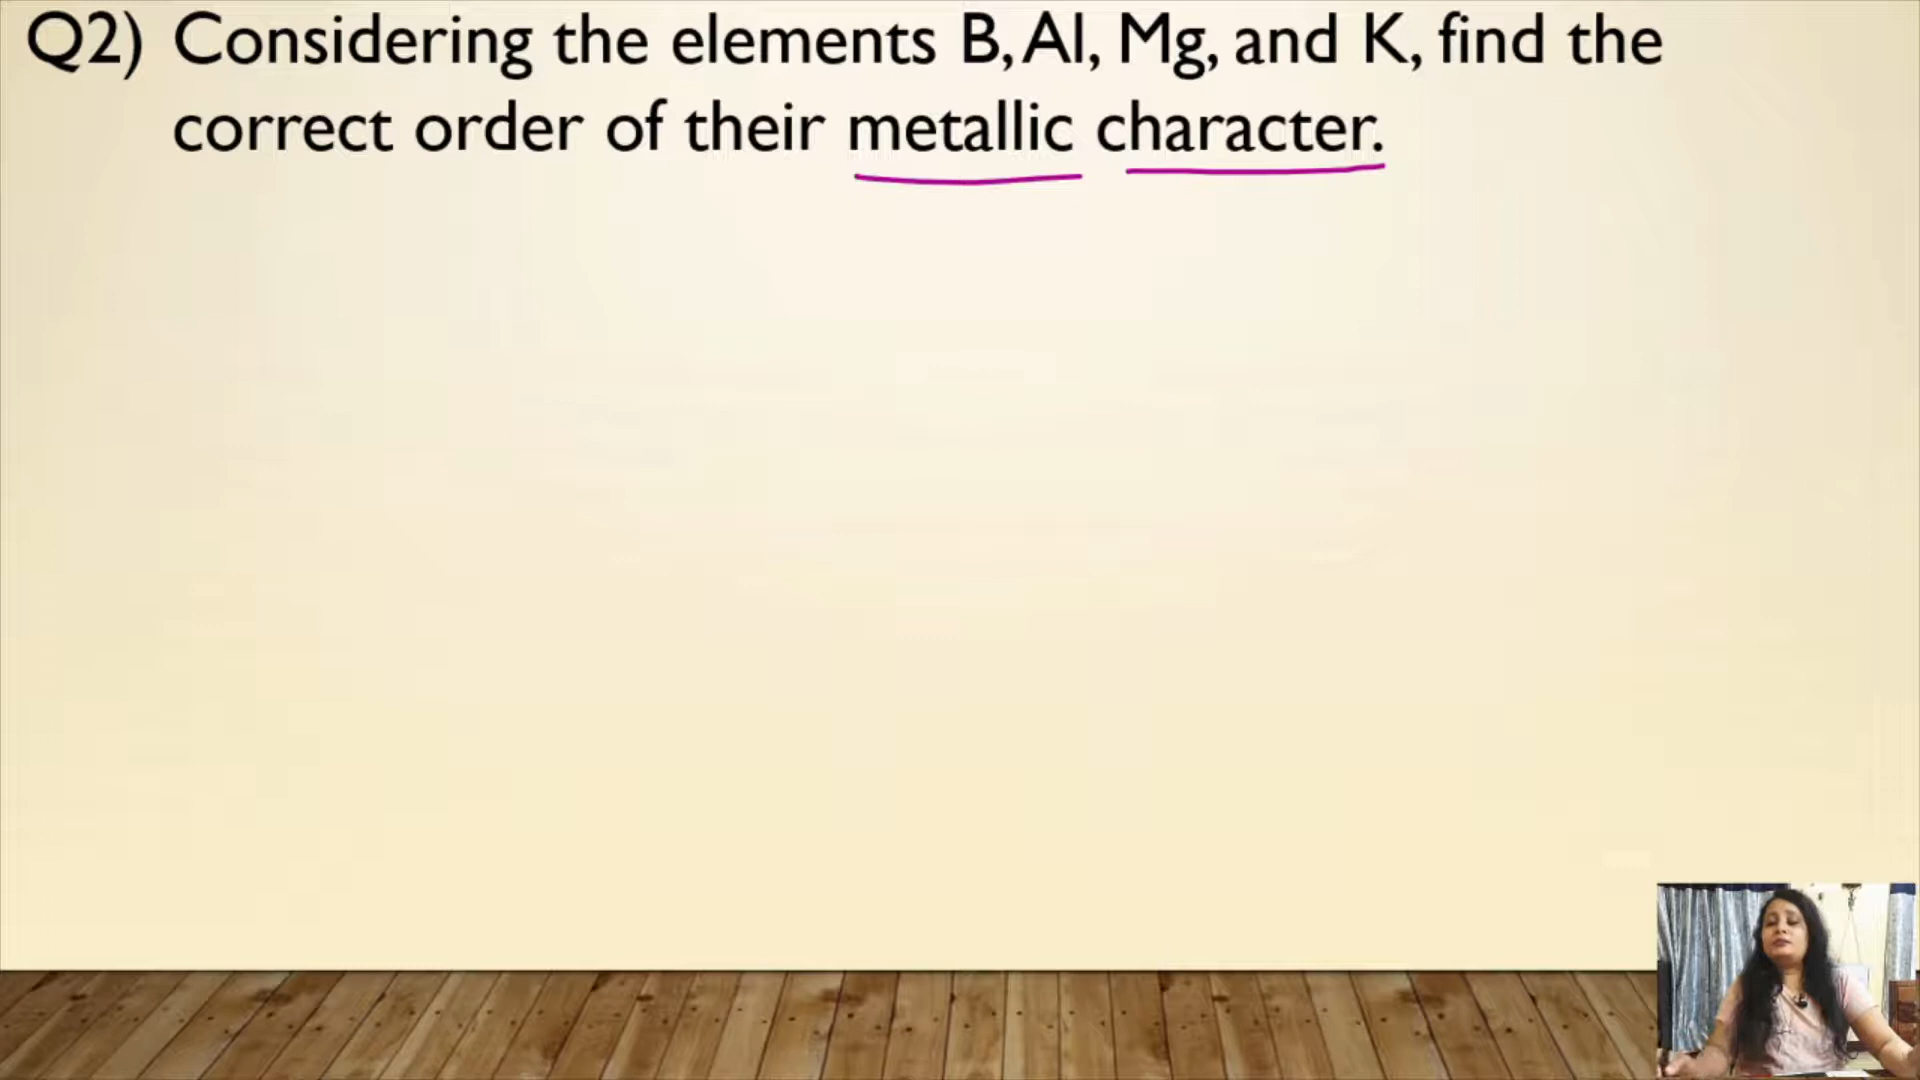 Q2) Considering the elements B, Al, Mg, and K, find the
correct order of their metallic character.